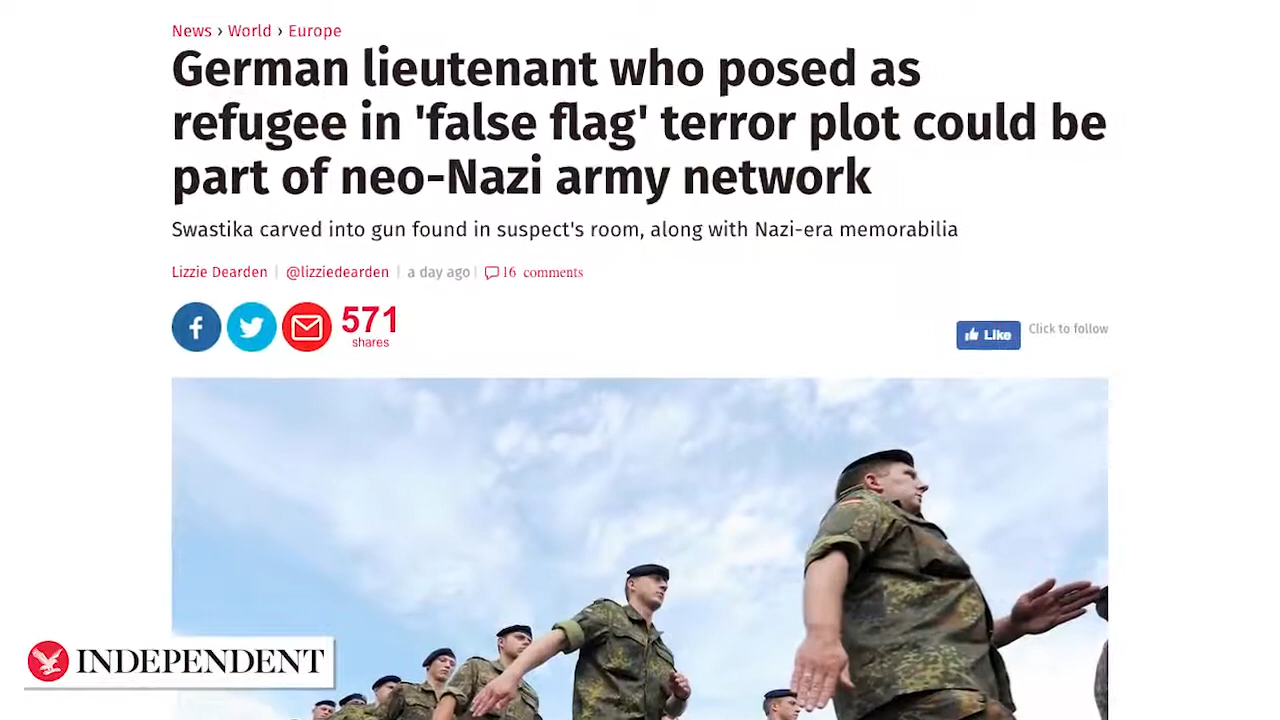 News › World › Europe
German lieutenant who posed as
refugee in 'false flag' terror plot could be
part of neo-Nazi army network
Swastika carved into gun found in suspect's room, along with Nazi-era memorabilia
Lizzie Dearden | @lizziedearden | a day ago | 16 comments
571
shares
Like Click to follow
INDEPENDENT